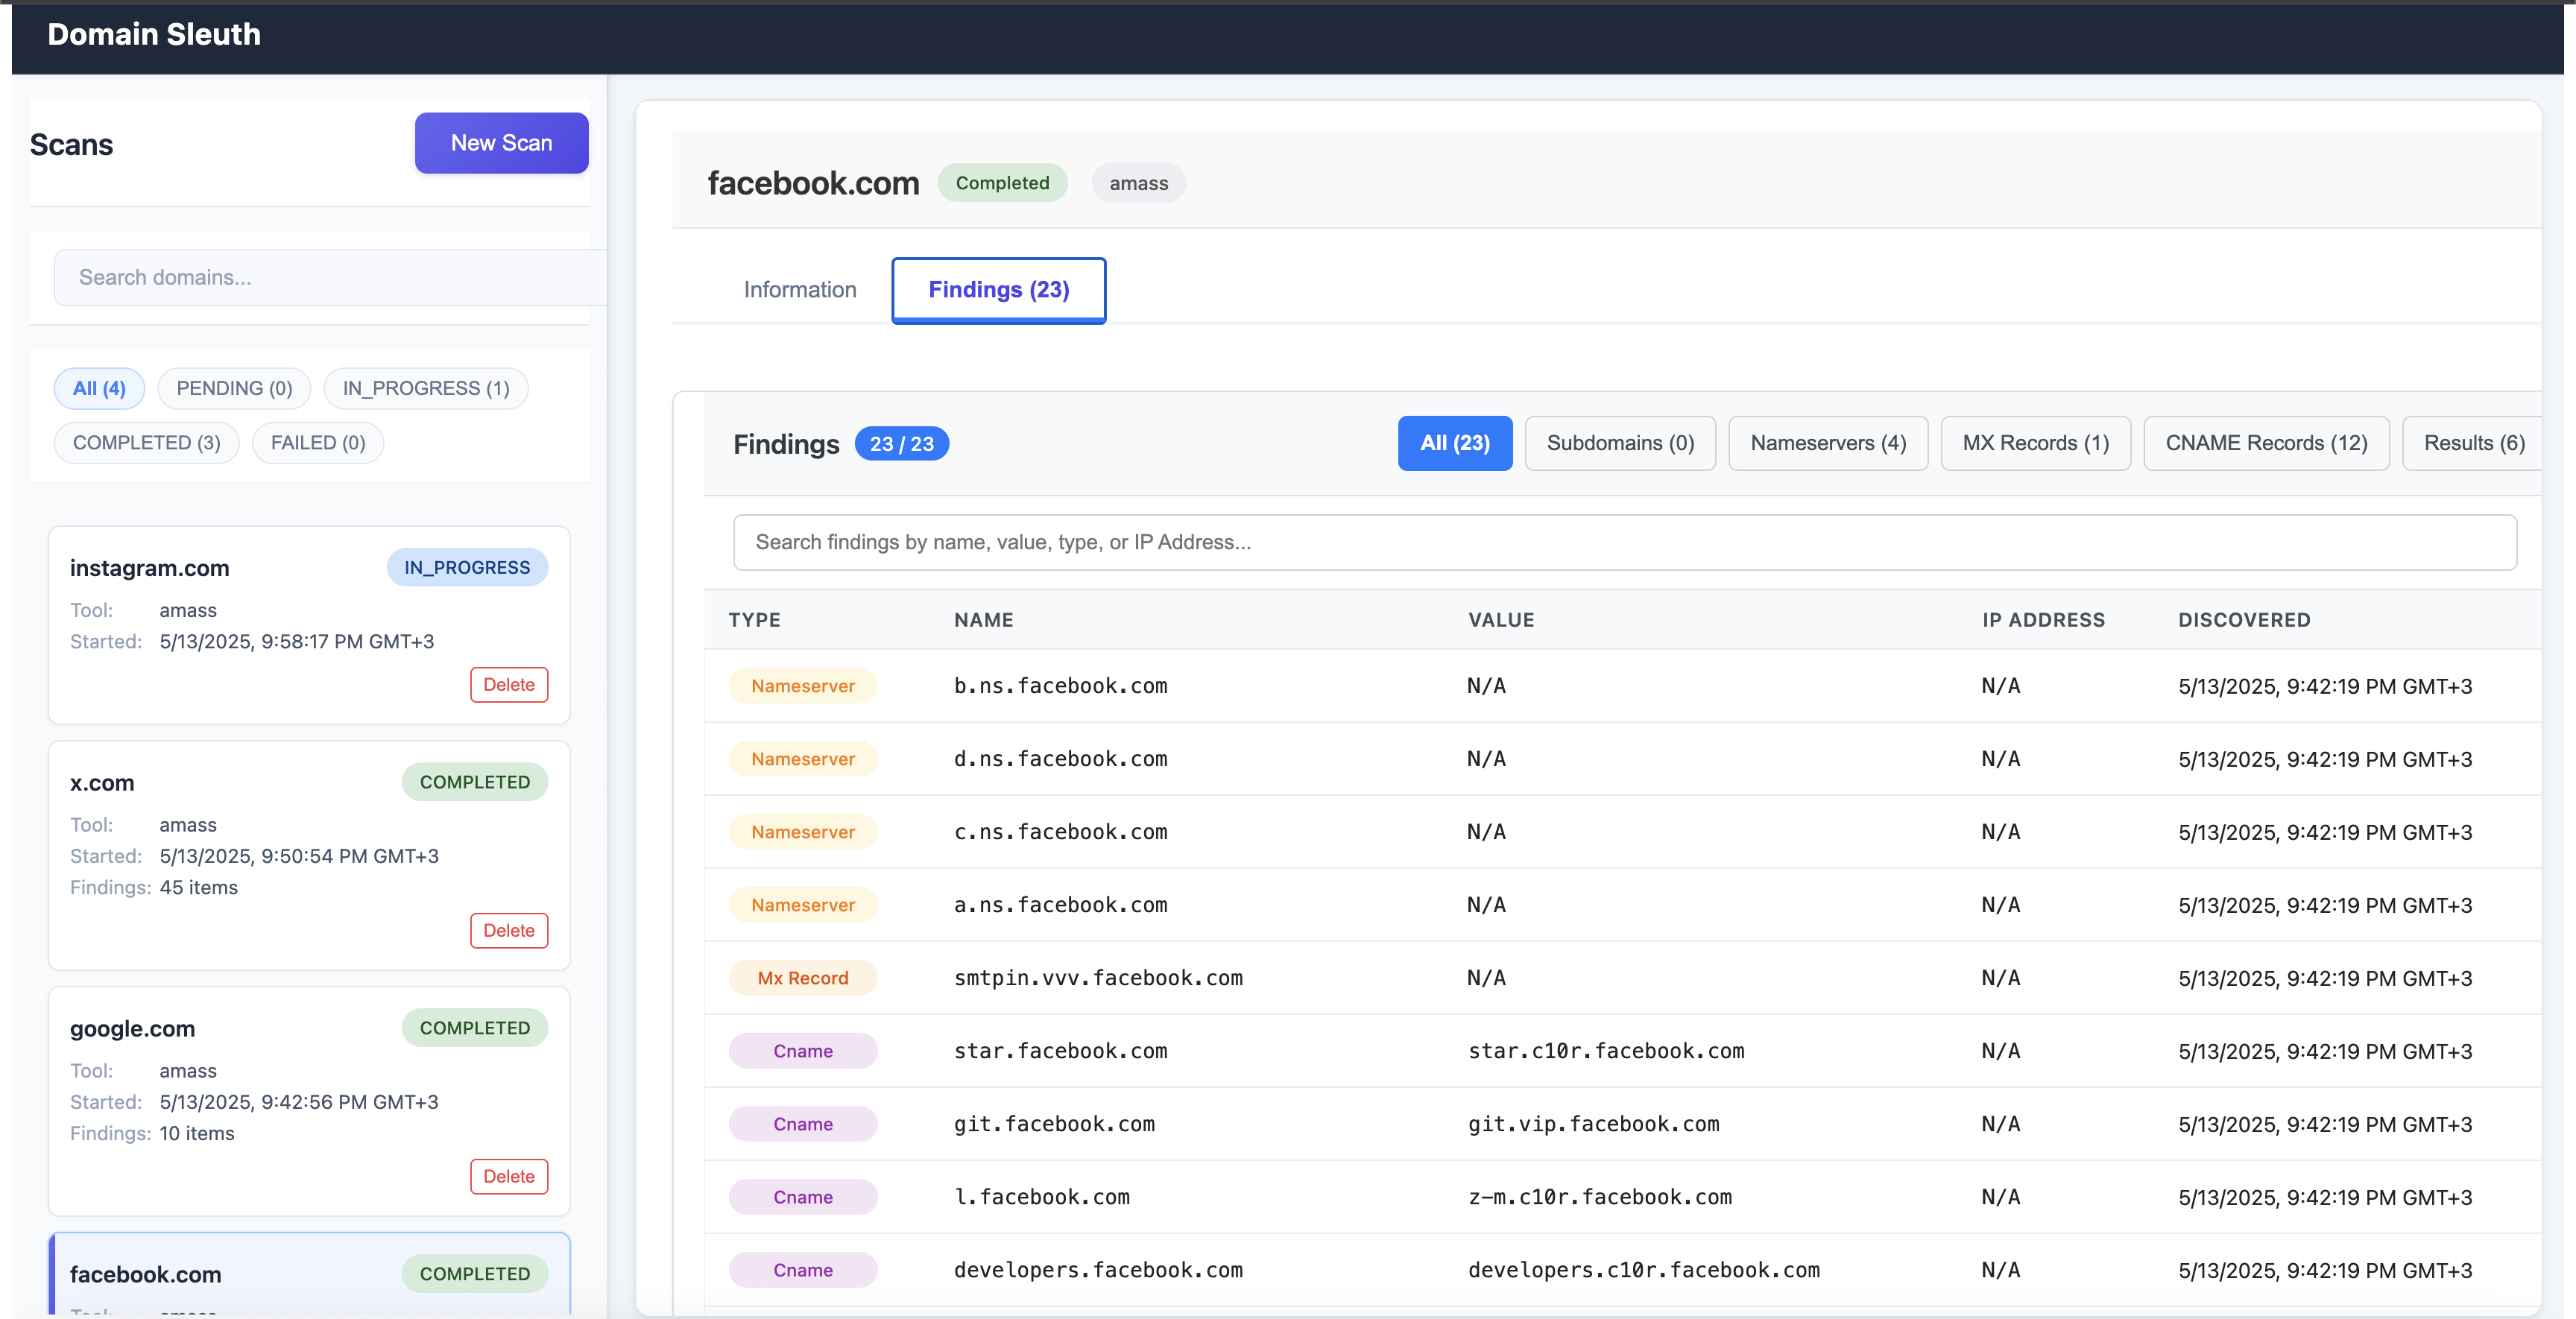 Domain Sleuth
Scans
New Scan
Search domains...
All (4)
PENDING (0)
IN_PROGRESS (1)
COMPLETED (3)
FAILED (0)
instagram.com
IN_PROGRESS
Tool: amass
Started: 5/13/2025, 9:58:17 PM GMT+3
Delete
x.com
COMPLETED
Tool: amass
Started: 5/13/2025, 9:50:54 PM GMT+3
Findings: 45 items
Delete
google.com
COMPLETED
Tool: amass
Started: 5/13/2025, 9:42:56 PM GMT+3
Findings: 10 items
Delete
facebook.com
COMPLETED
facebook.com
Completed
amass
Information
Findings (23)
Findings
23 / 23
All (23)
Subdomains (0)
Nameservers (4)
MX Records (1)
CNAME Records (12)
Results (6)
Search findings by name, value, type, or IP Address...
TYPE NAME VALUE IP ADDRESS DISCOVERED
Nameserver b.ns.facebook.com N/A N/A 5/13/2025, 9:42:19 PM GMT+3
Nameserver d.ns.facebook.com N/A N/A 5/13/2025, 9:42:19 PM GMT+3
Nameserver c.ns.facebook.com N/A N/A 5/13/2025, 9:42:19 PM GMT+3
Nameserver a.ns.facebook.com N/A N/A 5/13/2025, 9:42:19 PM GMT+3
Mx Record smtpin.vvv.facebook.com N/A N/A 5/13/2025, 9:42:19 PM GMT+3
Cname star.facebook.com star.c10r.facebook.com N/A 5/13/2025, 9:42:19 PM GMT+3
Cname git.facebook.com git.vip.facebook.com N/A 5/13/2025, 9:42:19 PM GMT+3
Cname l.facebook.com z-m.c10r.facebook.com N/A 5/13/2025, 9:42:19 PM GMT+3
Cname developers.facebook.com developers.c10r.facebook.com N/A 5/13/2025, 9:42:19 PM GMT+3